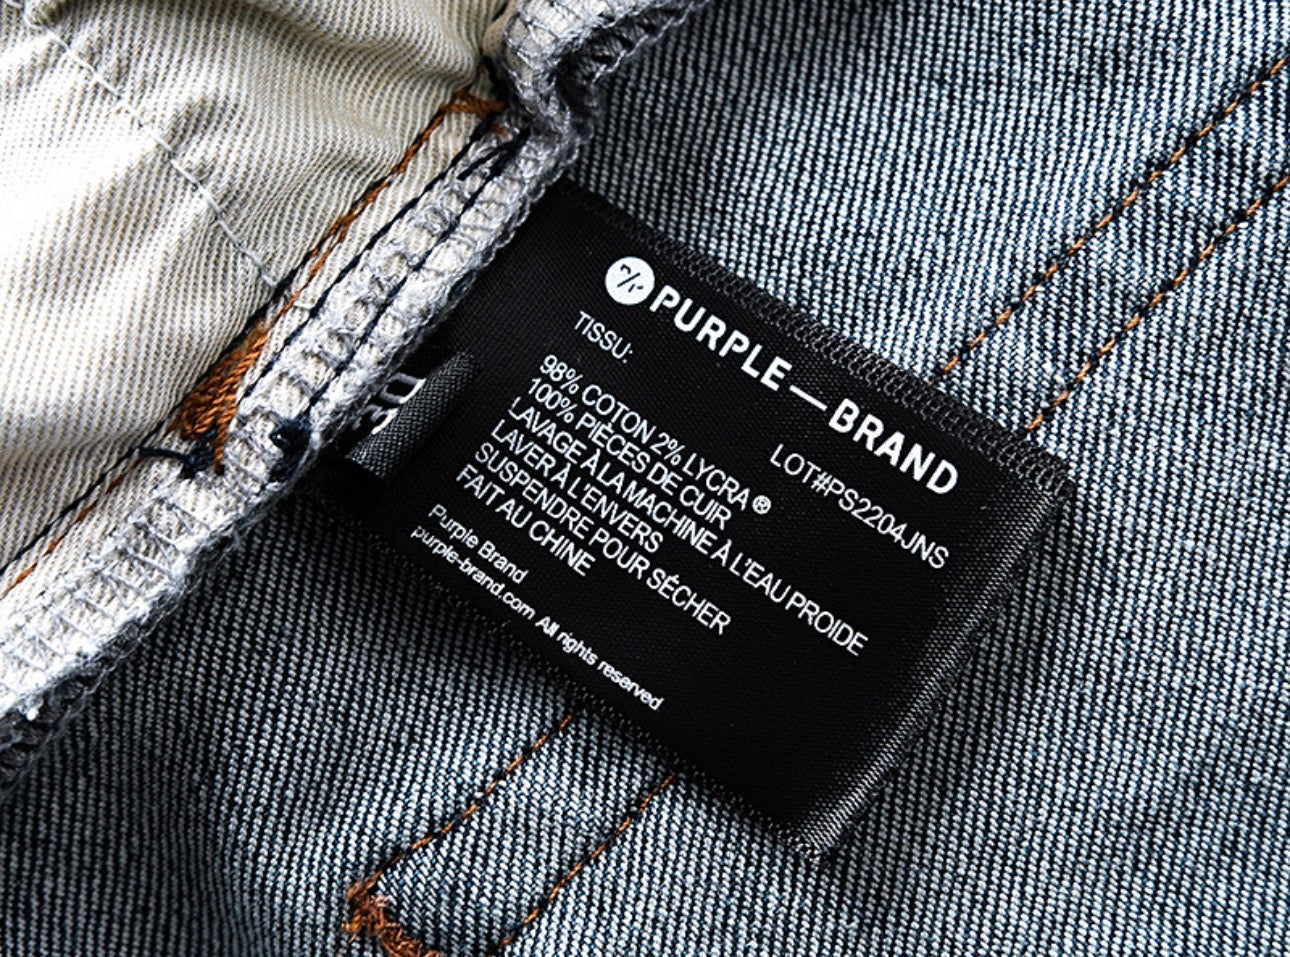 PURPLE—BRAND
TISSU:
LOT#PS2204JNS
98% COTON 2% LYCRA ®
100% PIÈCES DE CUIR
LAVAGE À LA MACHINE À L'EAU PROIDE
LAVER À L'ENVERS
SUSPENDRE POUR SÉCHER
FAIT AU CHINE
Purple Brand
purple-brand.com All rights reserved